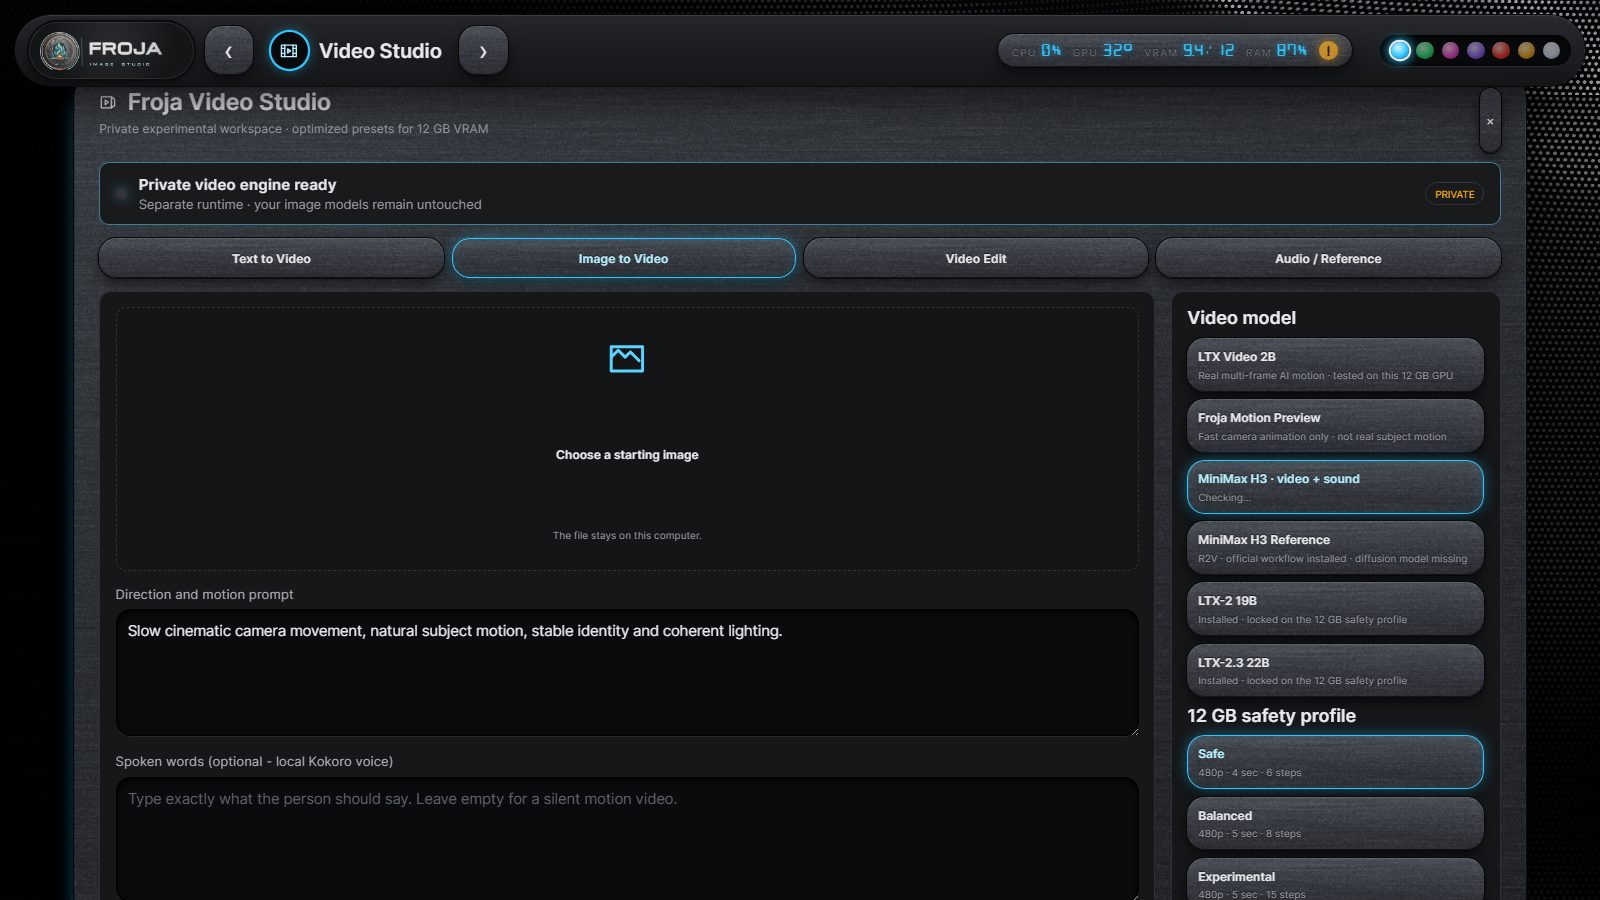 FROJA
IMAGE STUDIO
Video Studio
CPU 0% GPU 32° VRAM 9.4/12 RAM 87%
Froja Video Studio
Private experimental workspace · optimized presets for 12 GB VRAM
×
Private video engine ready
Separate runtime · your image models remain untouched
PRIVATE
Text to Video
Image to Video
Video Edit
Audio / Reference
Choose a starting image
The file stays on this computer.
Direction and motion prompt
Slow cinematic camera movement, natural subject motion, stable identity and coherent lighting.
Spoken words (optional - local Kokoro voice)
Type exactly what the person should say. Leave empty for a silent motion video.
Video model
LTX Video 2B
Real multi-frame AI motion · tested on this 12 GB GPU
Froja Motion Preview
Fast camera animation only · not real subject motion
MiniMax H3 · video + sound
Checking...
MiniMax H3 Reference
R2V · official workflow installed · diffusion model missing
LTX-2 19B
Installed · locked on the 12 GB safety profile
LTX-2.3 22B
Installed · locked on the 12 GB safety profile
12 GB safety profile
Safe
480p · 4 sec · 6 steps
Balanced
480p · 5 sec · 8 steps
Experimental
480p · 5 sec · 15 steps